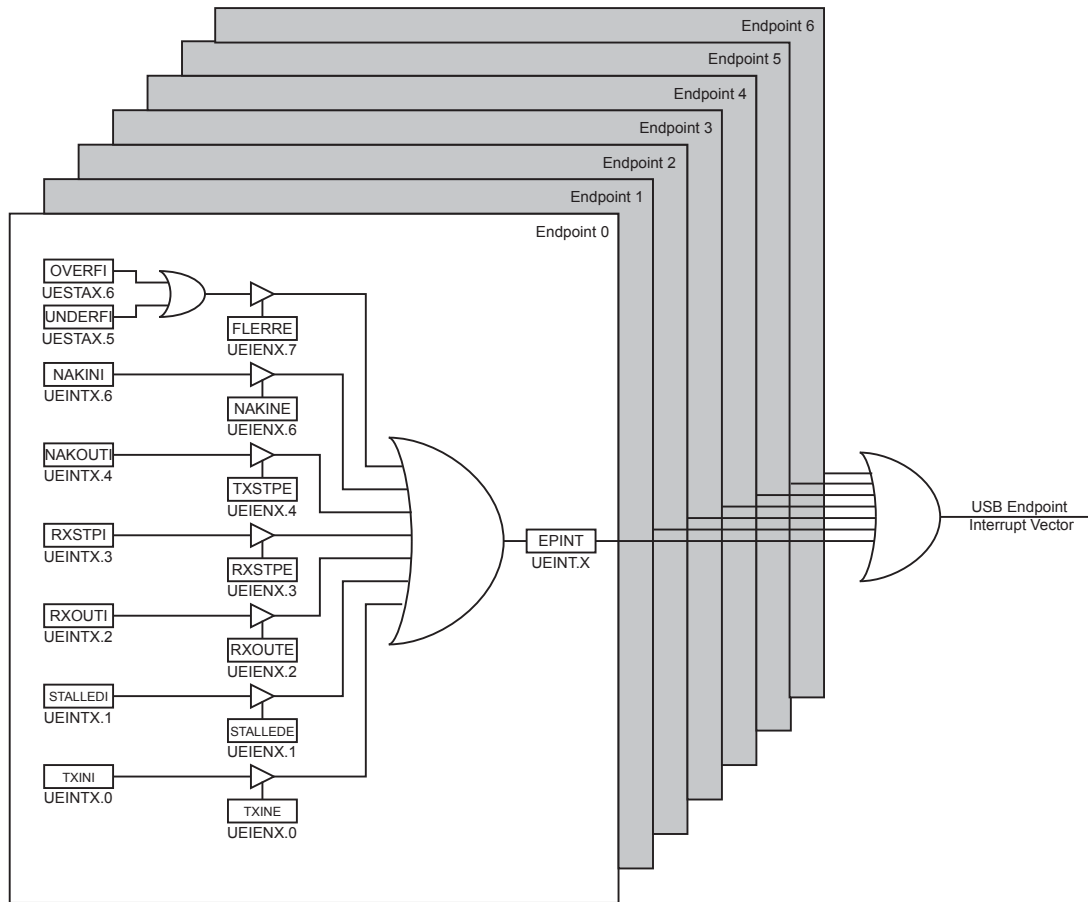 Endpoint 6
Endpoint 5
Endpoint 4
Endpoint 3
Endpoint 2
Endpoint 1
Endpoint 0
OVERFI
UESTAX.6
UNDERFI
UESTAX.5
FLERRE
UEIENX.7
NAKINI
UEINTX.6
NAKINE
UEIENX.6
NAKOUTI
UEINTX.4
TXSTPE
UEIENX.4
RXSTPI
UEINTX.3
RXSTPE
UEIENX.3
RXOUTI
UEINTX.2
RXOUTE
UEIENX.2
STALLEDI
UEINTX.1
STALLEDE
UEIENX.1
TXINI
UEINTX.0
TXINE
UEIENX.0
EPINT
UEINT.X
USB Endpoint
Interrupt Vector